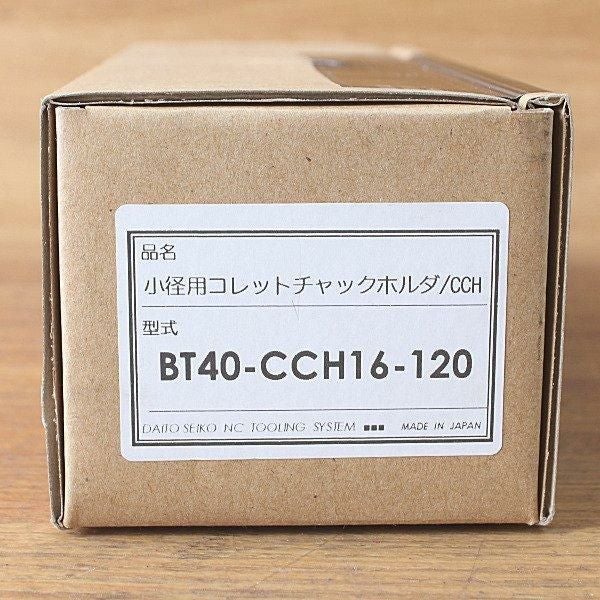 品名
小径用コレットチャックホルダ/CCH
型式
BT40-CCH16-120
DAITO SEIKO NC TOOLING SYSTEM ■■■ MADE IN JAPAN